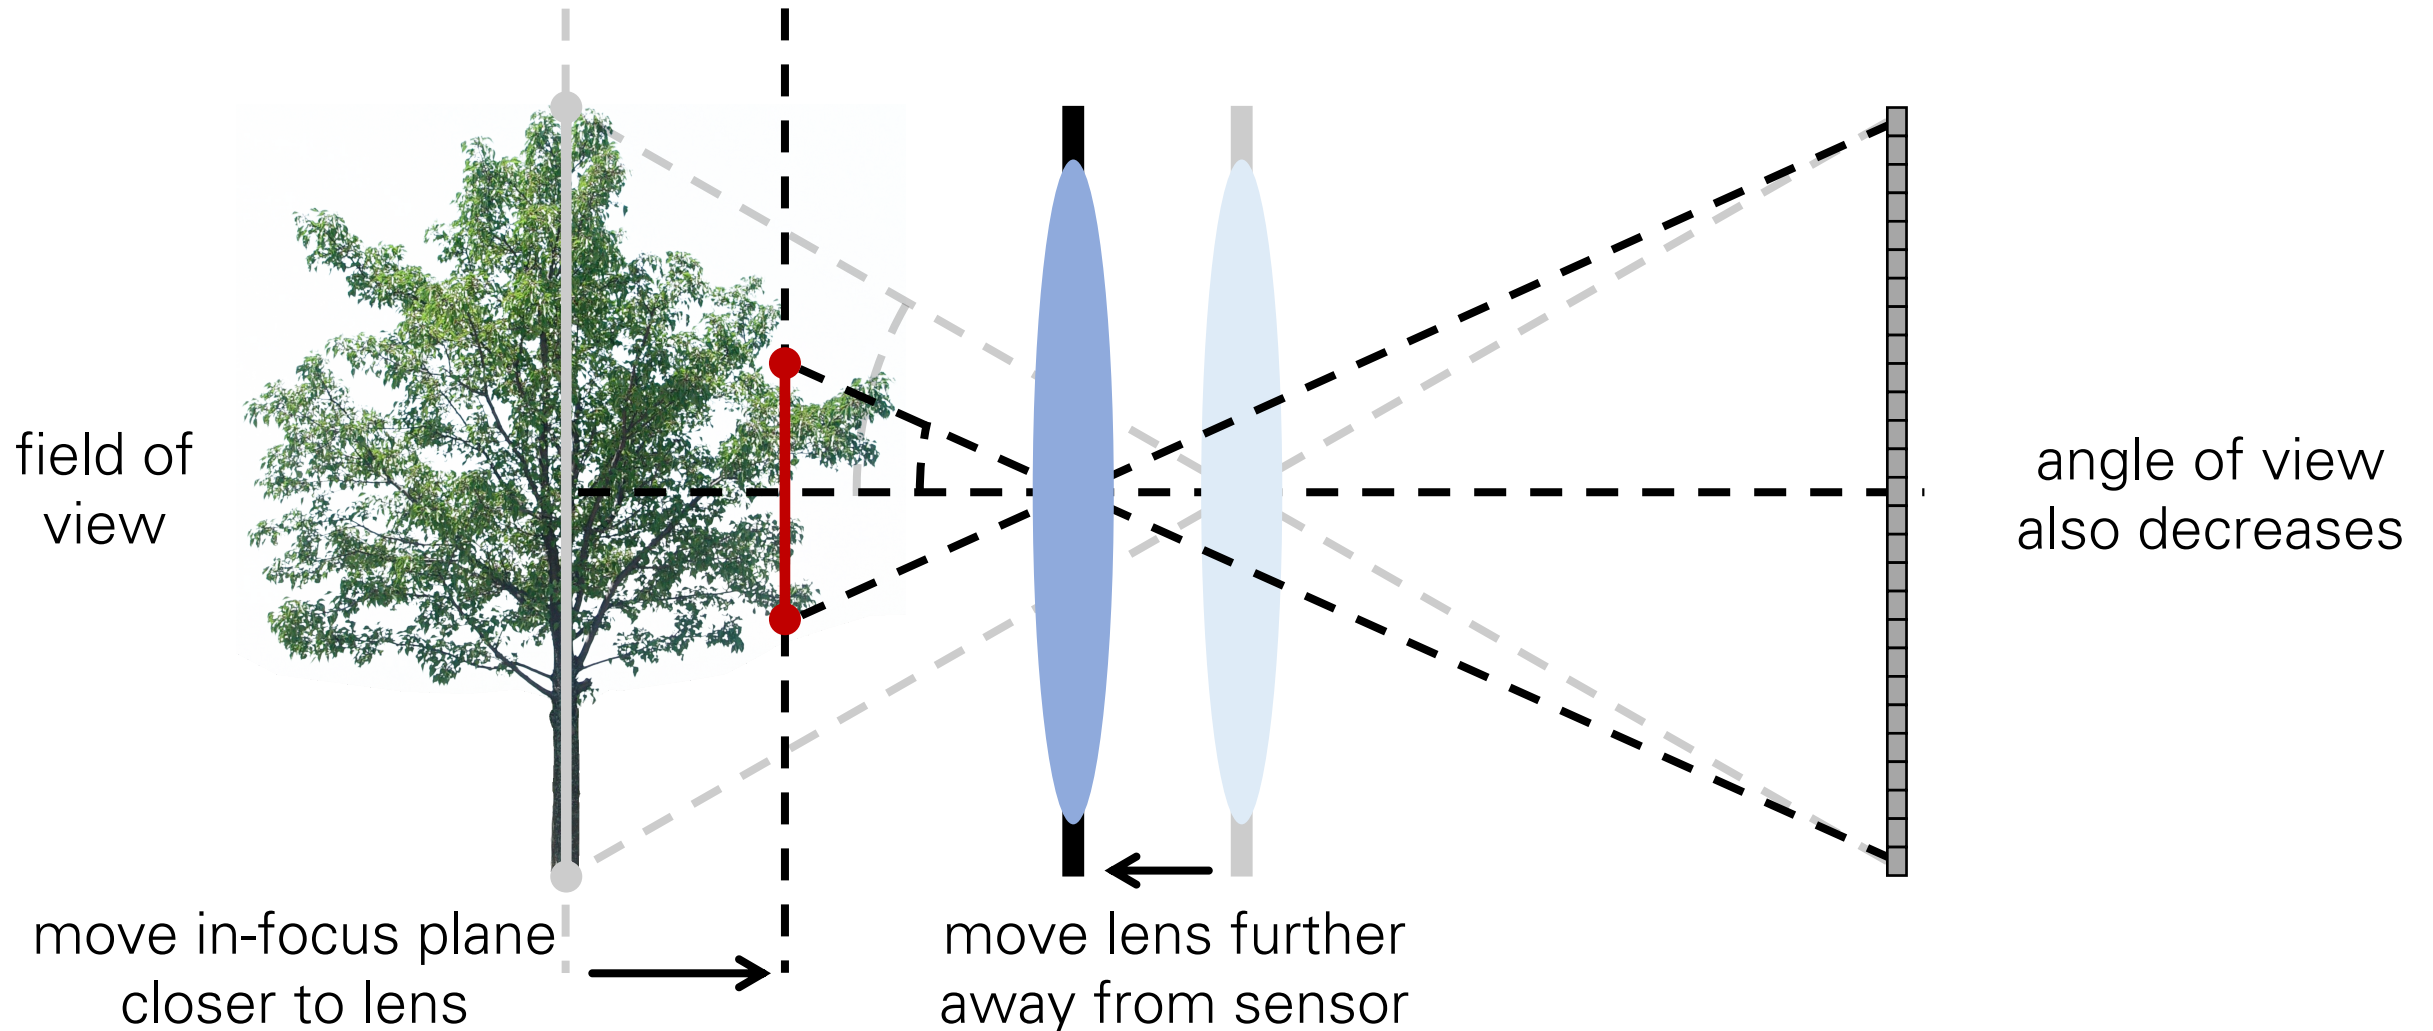 field of
view
angle of view
also decreases
move in-focus plane
closer to lens
move lens further
away from sensor